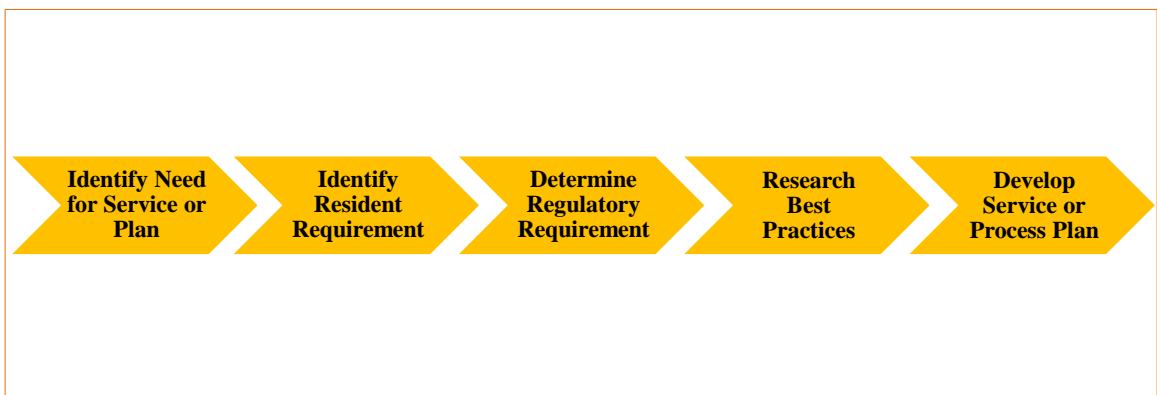 Identify Need
for Service or
Plan
Identify
Resident
Requirement
Determine
Regulatory
Requirement
Research
Best
Practices
Develop
Service or
Process Plan